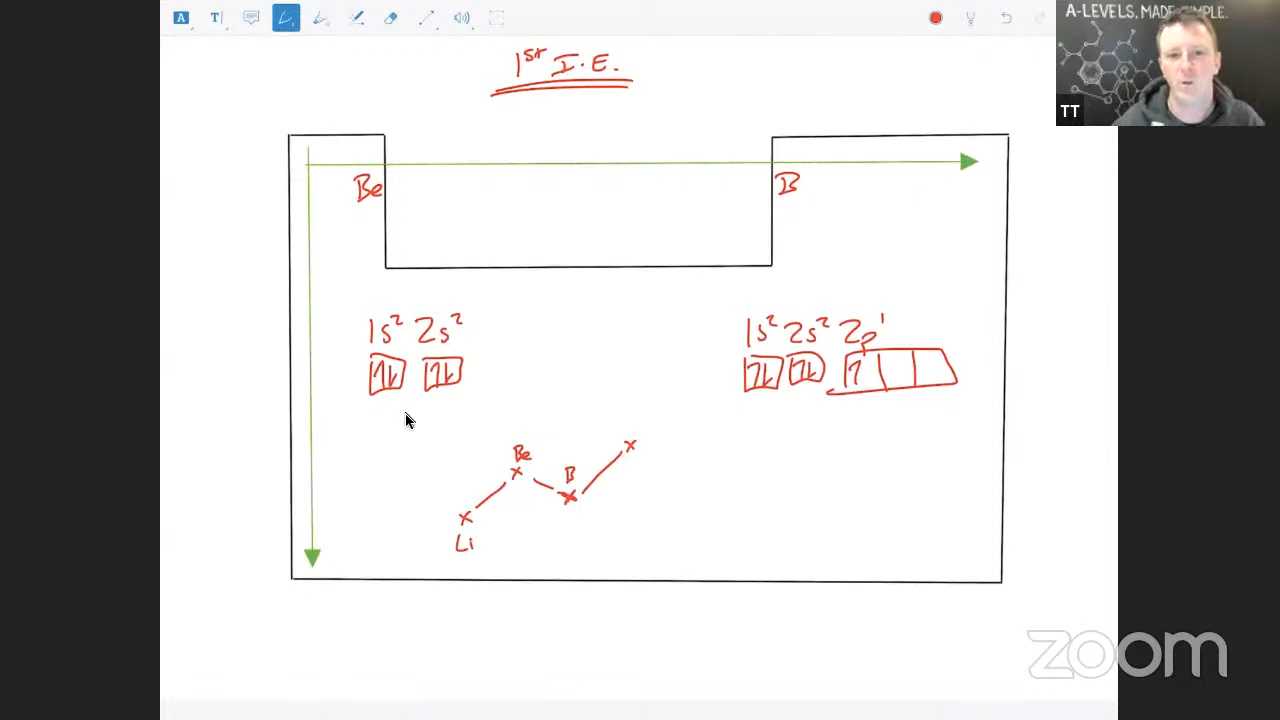 A-LEVELS. MADE SIMPLE.
TT
1st I.E.
Be B
1s² 2s² 1s² 2s² 2p¹
Be
B
Li
zoom